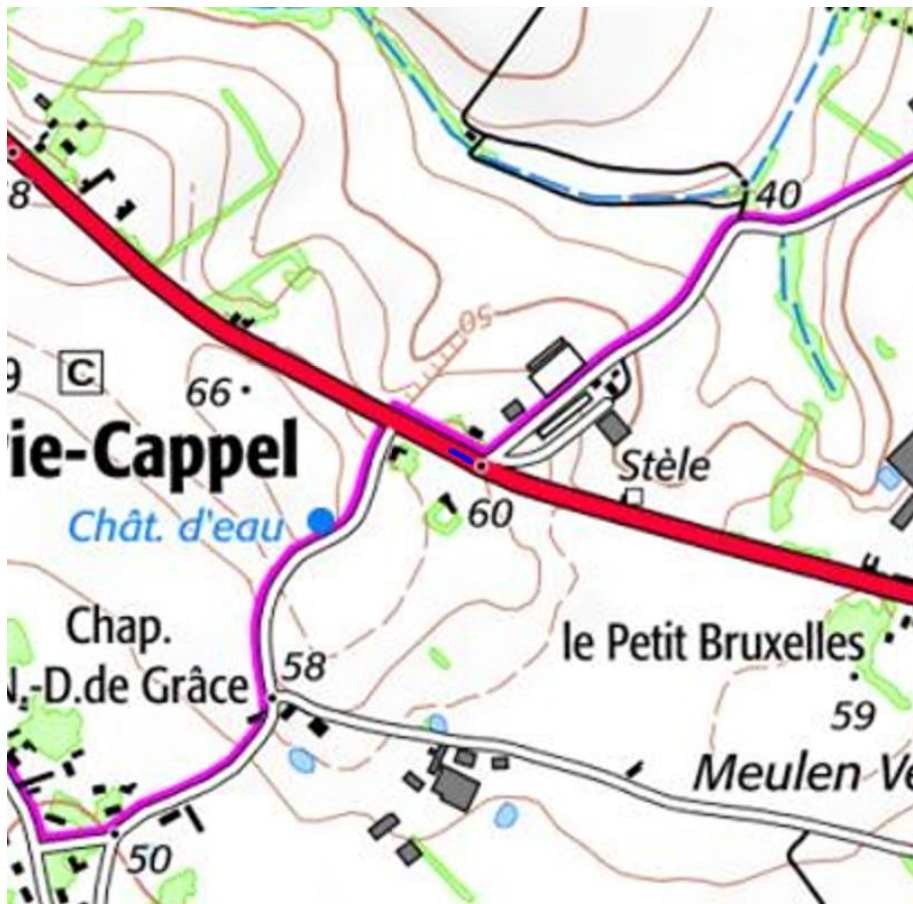 40
8
50
9 C
66
ie-Cappel
Stèle
Chât. d'eau
60
Chap.
le Petit Bruxelles
58
N.-D.de Grâce
59
Meulen Ve
50